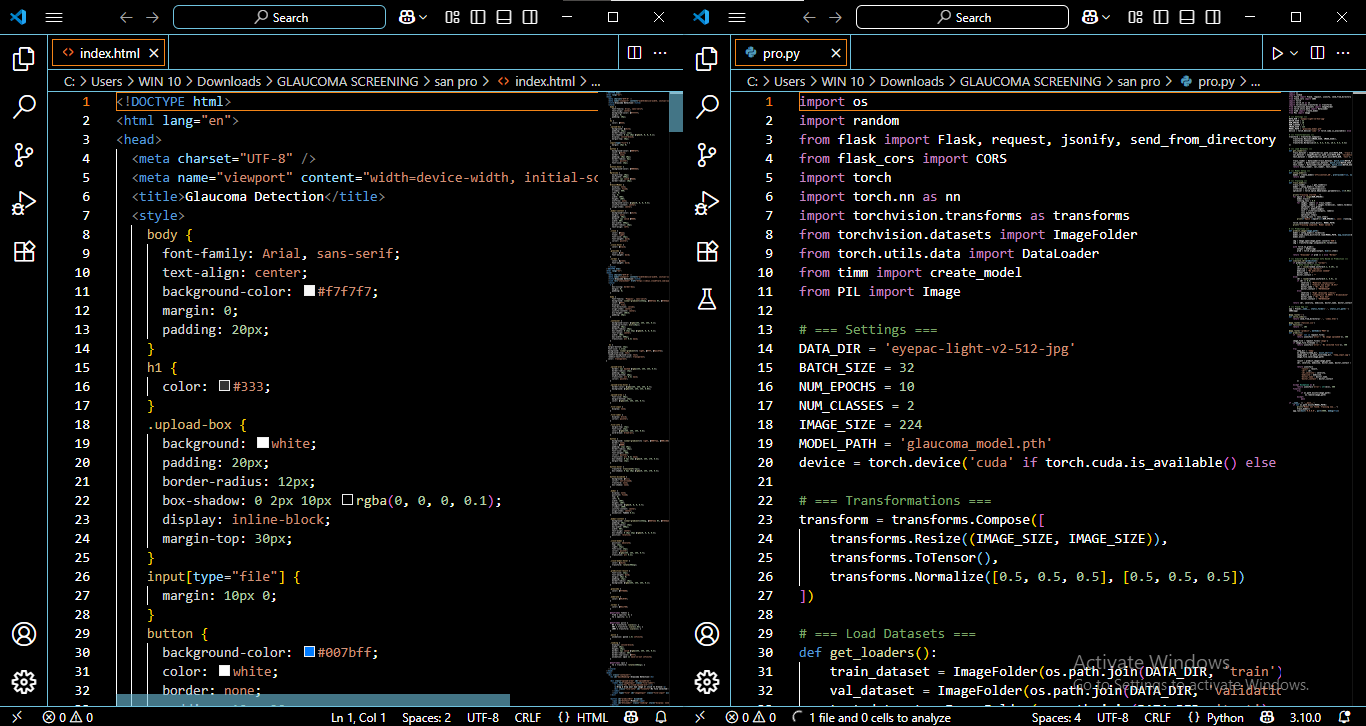 Search
index.html
C: > Users > WIN 10 > Downloads > GLAUCOMA SCREENING > san pro > <> index.html > ...
1 <!DOCTYPE html>
2 <html lang="en">
3 <head>
4 <meta charset="UTF-8" />
5 <meta name="viewport" content="width=device-width, initial-sc
6 <title>Glaucoma Detection</title>
7 <style>
8 body {
9 font-family: Arial, sans-serif;
10 text-align: center;
11 background-color: #f7f7f7;
12 margin: 0;
13 padding: 20px;
14 }
15 h1 {
16 color: #333;
17 }
18 .upload-box {
19 background: white;
20 padding: 20px;
21 border-radius: 12px;
22 box-shadow: 0 2px 10px rgba(0, 0, 0, 0.1);
23 display: inline-block;
24 margin-top: 30px;
25 }
26 input[type="file"] {
27 margin: 10px 0;
28 }
29 button {
30 background-color: #007bff;
31 color: white;
32 border: none;
0 0 Ln 1, Col 1 Spaces: 2 UTF-8 CRLF {} HTML
Search
pro.py
C: > Users > WIN 10 > Downloads > GLAUCOMA SCREENING > san pro > pro.py > ...
1 import os
2 import random
3 from flask import Flask, request, jsonify, send_from_directory
4 from flask_cors import CORS
5 import torch
6 import torch.nn as nn
7 import torchvision.transforms as transforms
8 from torchvision.datasets import ImageFolder
9 from torch.utils.data import DataLoader
10 from timm import create_model
11 from PIL import Image
12
13 # === Settings ===
14 DATA_DIR = 'eyepac-light-v2-512-jpg'
15 BATCH_SIZE = 32
16 NUM_EPOCHS = 10
17 NUM_CLASSES = 2
18 IMAGE_SIZE = 224
19 MODEL_PATH = 'glaucoma_model.pth'
20 device = torch.device('cuda' if torch.cuda.is_available() else
21
22 # === Transformations ===
23 transform = transforms.Compose([
24 transforms.Resize((IMAGE_SIZE, IMAGE_SIZE)),
25 transforms.ToTensor(),
26 transforms.Normalize([0.5, 0.5, 0.5], [0.5, 0.5, 0.5])
27 ])
28
29 # === Load Datasets ===
30 def get_loaders():
31 train_dataset = ImageFolder(os.path.join(DATA_DIR, 'train')
32 val_dataset = ImageFolder(os.path.join(DATA_DIR, 'validati
Activate Windows
Go to Settings to activate Windows.
0 0 1 file and 0 cells to analyze Spaces: 4 UTF-8 CRLF {} Python 3.10.0